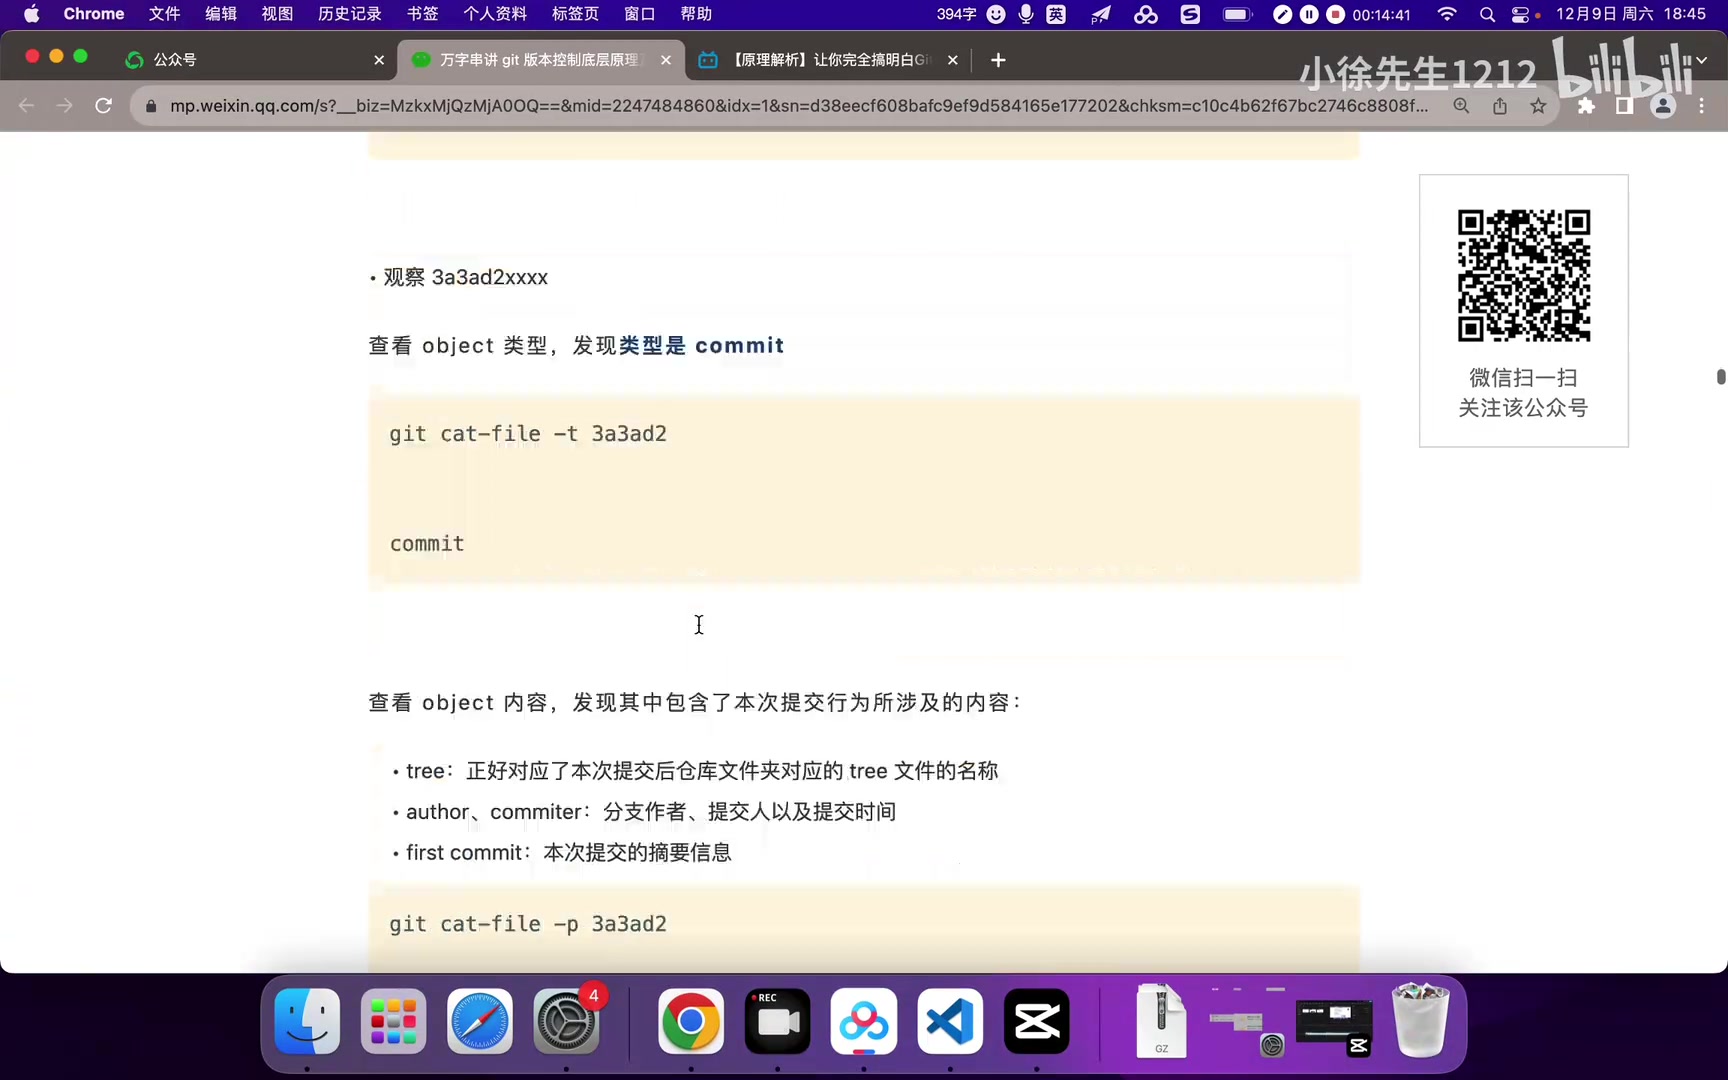 Chrome 文件 编辑 视图 历史记录 书签 个人资料 标签页 窗口 帮助 394字 英 00:14:41 12月9日 周六 18:45
公众号 万字串讲 git 版本控制底层原理 【原理解析】让你完全搞明白Gi
小徐先生1212 bilibili
mp.weixin.qq.com/s?__biz=MzkxMjQzMjA0OQ==&mid=2247484860&idx=1&sn=d38eecf608bafc9ef9d584165e177202&chksm=c10c4b62f67bc2746c8808f...
• 观察 3a3ad2xxxx
查看 object 类型，发现类型是 commit
git cat-file -t 3a3ad2
commit
微信扫一扫
关注该公众号
查看 object 内容，发现其中包含了本次提交行为所涉及的内容：
• tree：正好对应了本次提交后仓库文件夹对应的 tree 文件的名称
• author、commiter：分支作者、提交人以及提交时间
• first commit：本次提交的摘要信息
git cat-file -p 3a3ad2
4
REC
GZ